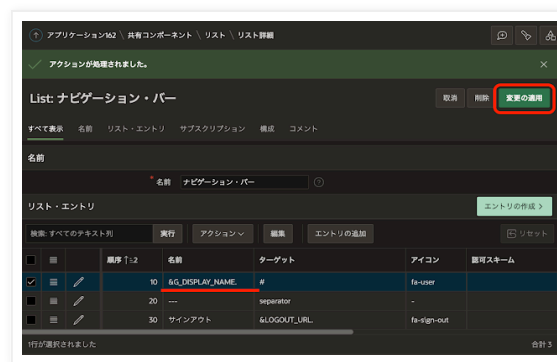 アプリケーション162 \ 共有コンポーネント \ リスト \ リスト詳細
アクションが処理されました。
List: ナビゲーション・バー
取消 削除 変更の適用
すべて表示 名前 リスト・エントリ サブスクリプション 構成 コメント
名前
* 名前 ナビゲーション・バー
リスト・エントリ エントリの作成 >
検索: すべてのテキスト列 実行 アクション 編集 エントリの追加 リセット
順序 ↑≟2 名前 ターゲット アイコン 認可スキーム
10 &G_DISPLAY_NAME. # fa-user
20 --- separator -
30 サインアウト &LOGOUT_URL. fa-sign-out
1行が選択されました 合計 3